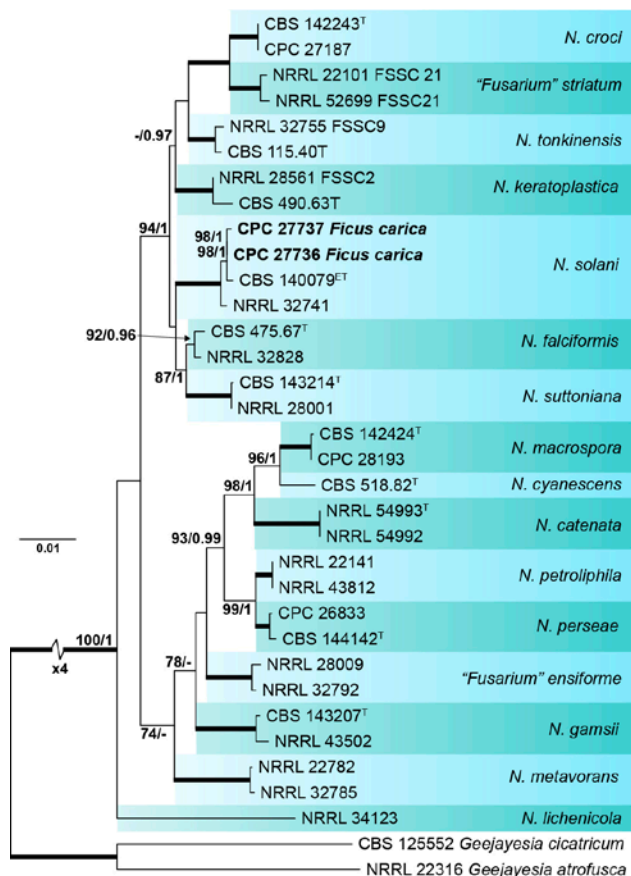 CBS 142243T
CPC 27187
N. croci
NRRL 22101 FSSC 21
NRRL 52699 FSSC21
"Fusarium" striatum
-/0.97
NRRL 32755 FSSC9
CBS 115.40T
N. tonkinensis
NRRL 28561 FSSC2
CBS 490.63T
N. keratoplastica
94/1
98/1
CPC 27737 Ficus carica
98/1
CPC 27736 Ficus carica
CBS 140079ET
NRRL 32741
N. solani
92/0.96
CBS 475.67T
NRRL 32828
N. falciformis
87/1
CBS 143214T
NRRL 28001
N. suttoniana
CBS 142424T
CPC 28193
N. macrospora
96/1
CBS 518.82T
N. cyanescens
98/1
NRRL 54993T
NRRL 54992
N. catenata
0.01
93/0.99
NRRL 22141
NRRL 43812
N. petroliphila
99/1
CPC 26833
CBS 144142T
N. perseae
100/1
x4
78/-
NRRL 28009
NRRL 32792
"Fusarium" ensiforme
74/-
CBS 143207T
NRRL 43502
N. gamsii
NRRL 22782
NRRL 32785
N. metavorans
NRRL 34123
N. lichenicola
CBS 125552 Geejayesia cicatricum
NRRL 22316 Geejayesia atrofusca